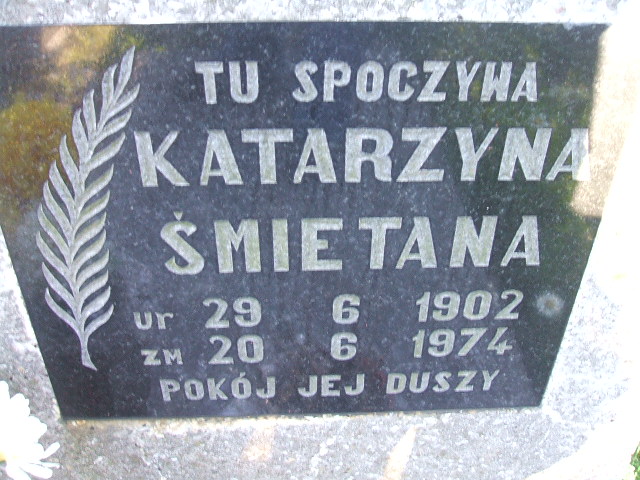 TU SPOCZYWA
KATARZYNA
ŚMIETANA
ur 29 6 1902
zm 20 6 1974
POKÓJ JEJ DUSZY